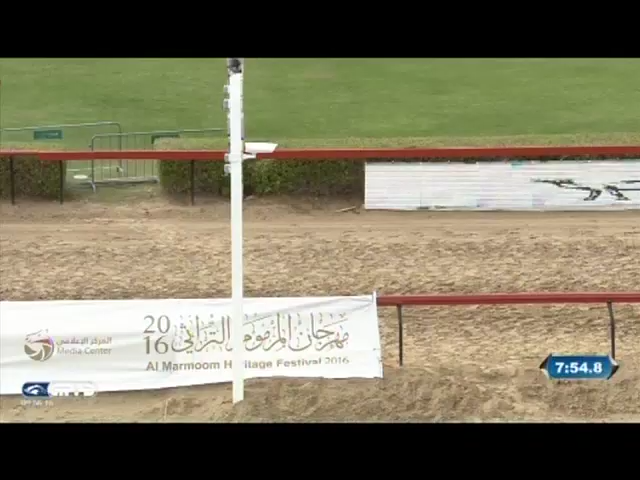 المركز الإعلامي
Media Center
2016
مهرجان المرموم التراثي
Al Marmoom Heritage Festival 2016
7:54.8